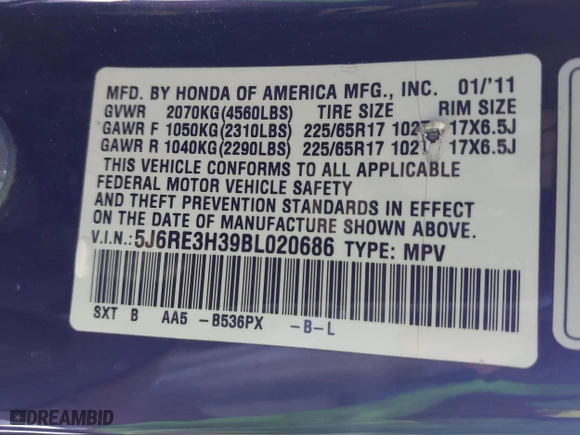 MFD. BY HONDA OF AMERICA MFG., INC. 01/'11
GVWR 2070KG(4560LBS) TIRE SIZE RIM SIZE
GAWR F 1050KG(2310LBS) 225/65R17 102 17X6.5J
GAWR R 1040KG(2290LBS) 225/65R17 102 17X6.5J
THIS VEHICLE CONFORMS TO ALL APPLICABLE
FEDERAL MOTOR VEHICLE SAFETY
AND THEFT PREVENTION STANDARDS IN EFFECT
ON THE DATE OF MANUFACTURE SHOWN ABOVE.
V.I.N.:5J6RE3H39BL020686 TYPE: MPV
SXT B AA5 -B536PX -B-L
DREAMBID